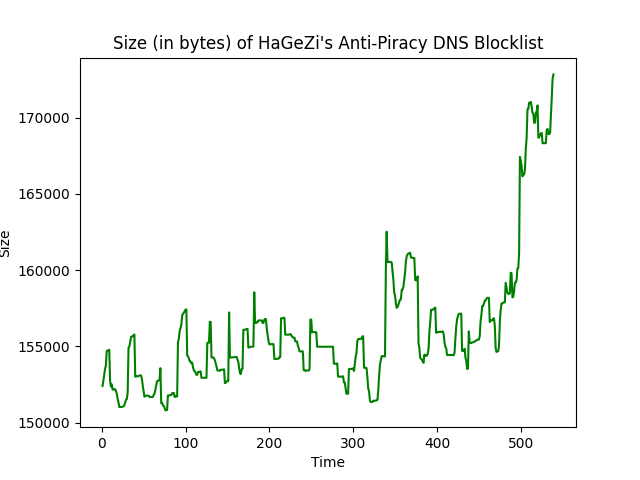 Size (in bytes) of HaGeZi's Anti-Piracy DNS Blocklist
170000
165000
160000
155000
150000
Size
0 100 200 300 400 500
Time